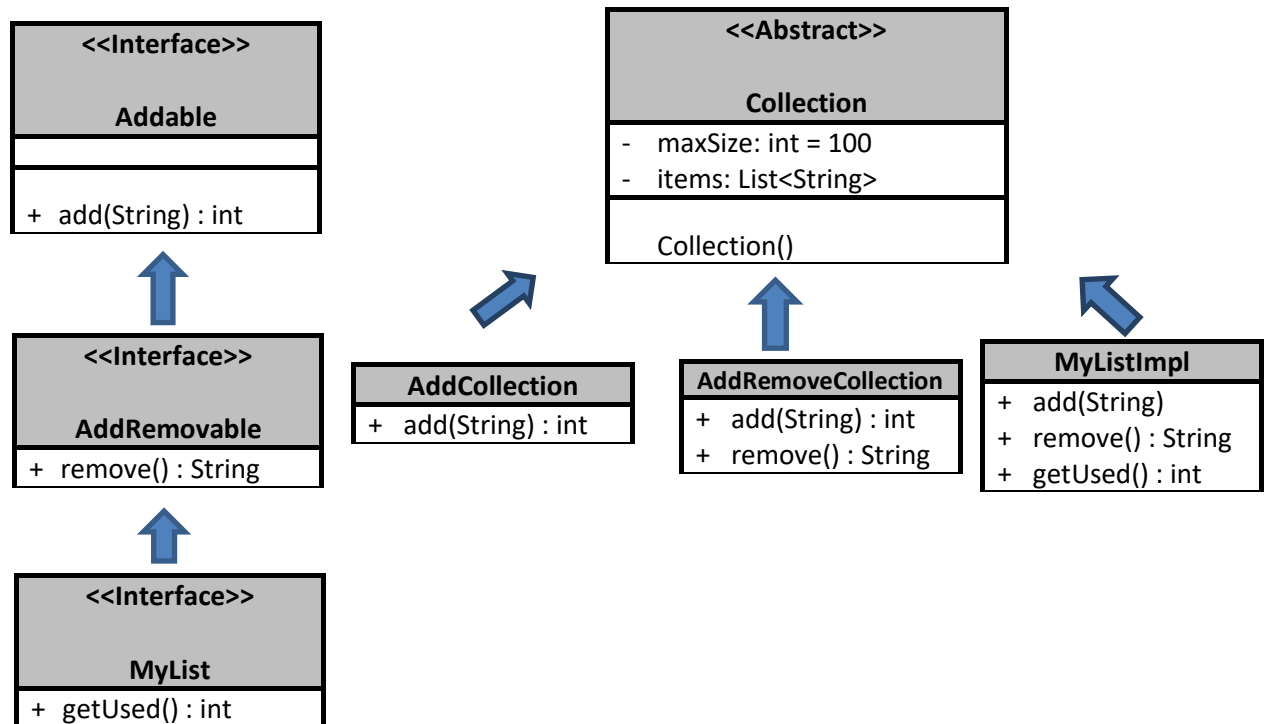 <<Interface>>
Addable
+ add(String) : int
<<Interface>>
AddRemovable
+ remove() : String
<<Interface>>
MyList
+ getUsed() : int
<<Abstract>>
Collection
- maxSize: int = 100
- items: List<String>
Collection()
AddCollection
+ add(String) : int
AddRemoveCollection
+ add(String) : int
+ remove() : String
MyListImpl
+ add(String)
+ remove() : String
+ getUsed() : int